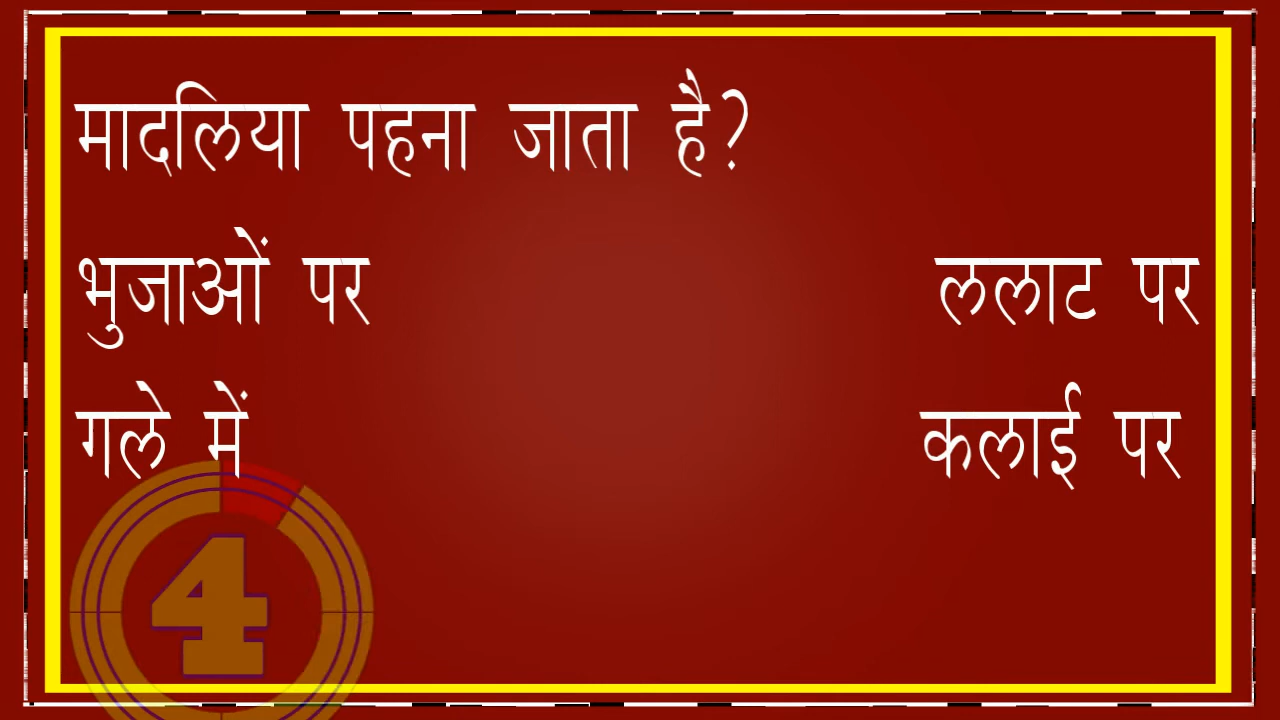 मादलिया पहना जाता है?
भुजाओं पर ललाट पर
गले में कलाई पर
4